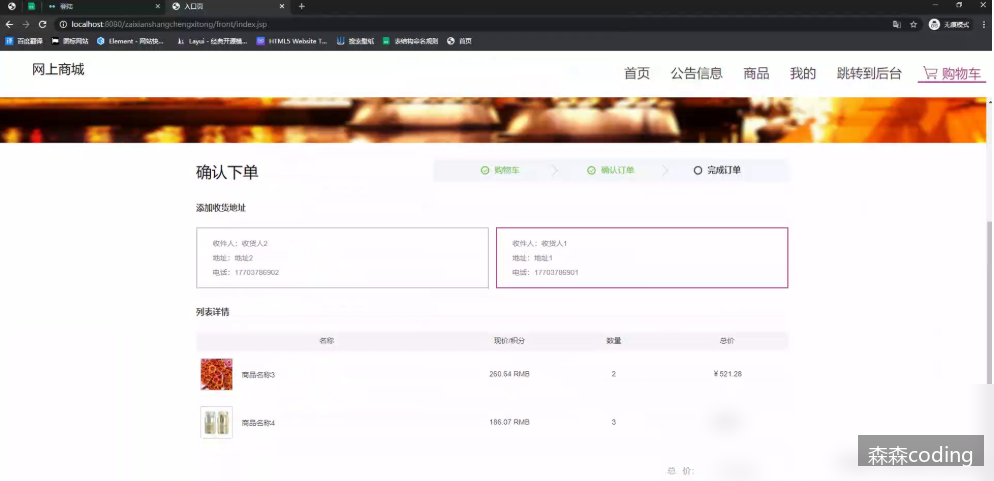 登陆
入口页
localhost:8080/zaixianshangchengxitong/front/index.jsp
无痕模式
百度翻译
图标网站
Element - 网站快...
Layui - 经典开源模...
HTML5 Website T...
搜索壁纸
表结构命名规则
首页
网上商城
首页
公告信息
商品
我的
跳转到后台
购物车
确认下单
购物车
确认订单
完成订单
添加收货地址
收件人：收货人2
地址：地址2
电话：17703786902
收件人：收货人1
地址：地址1
电话：17703786901
列表详情
名称 现价/积分 数量 总价
商品名称3 260.64 RMB 2 ¥ 521.28
商品名称4 186.07 RMB 3
总 价：
森森coding